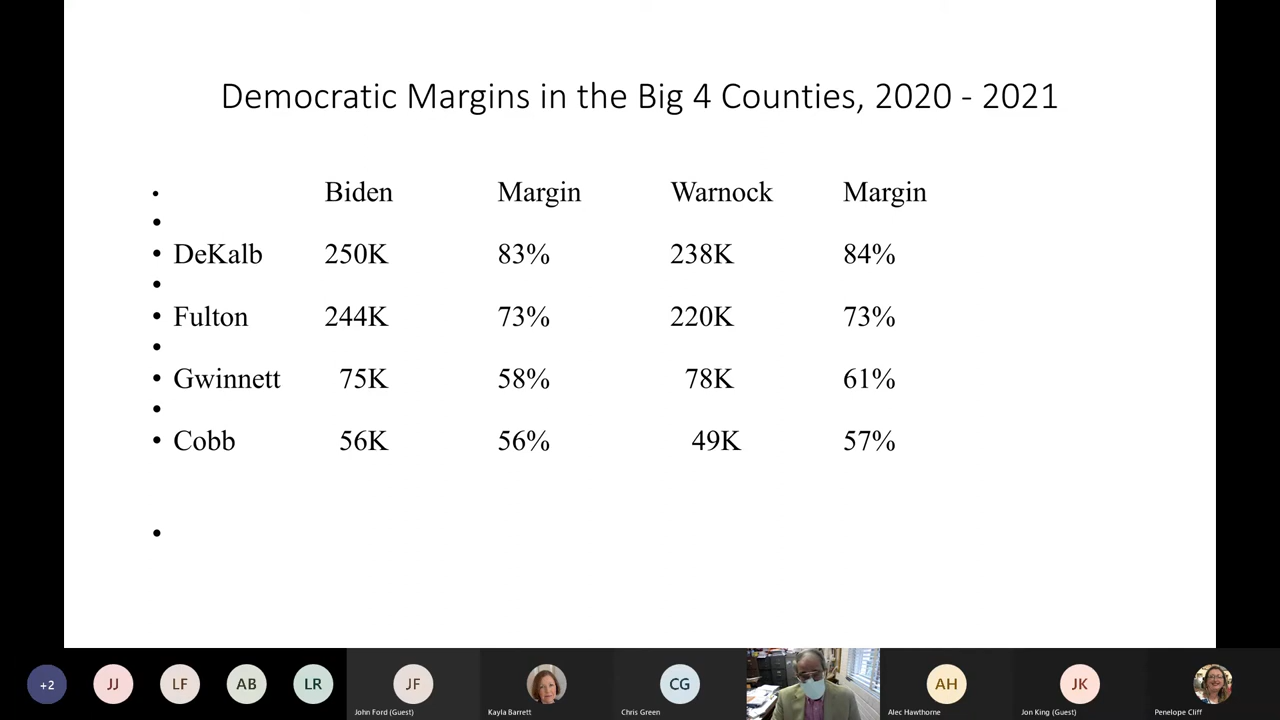 Democratic Margins in the Big 4 Counties, 2020 - 2021
Biden Margin Warnock Margin
DeKalb 250K 83% 238K 84%
Fulton 244K 73% 220K 73%
Gwinnett 75K 58% 78K 61%
Cobb 56K 56% 49K 57%
+2 JJ LF AB LR JF CG AH JK
John Ford (Guest) Kayla Barrett Chris Green Alec Hawthorne Jon King (Guest) Penelope Cliff